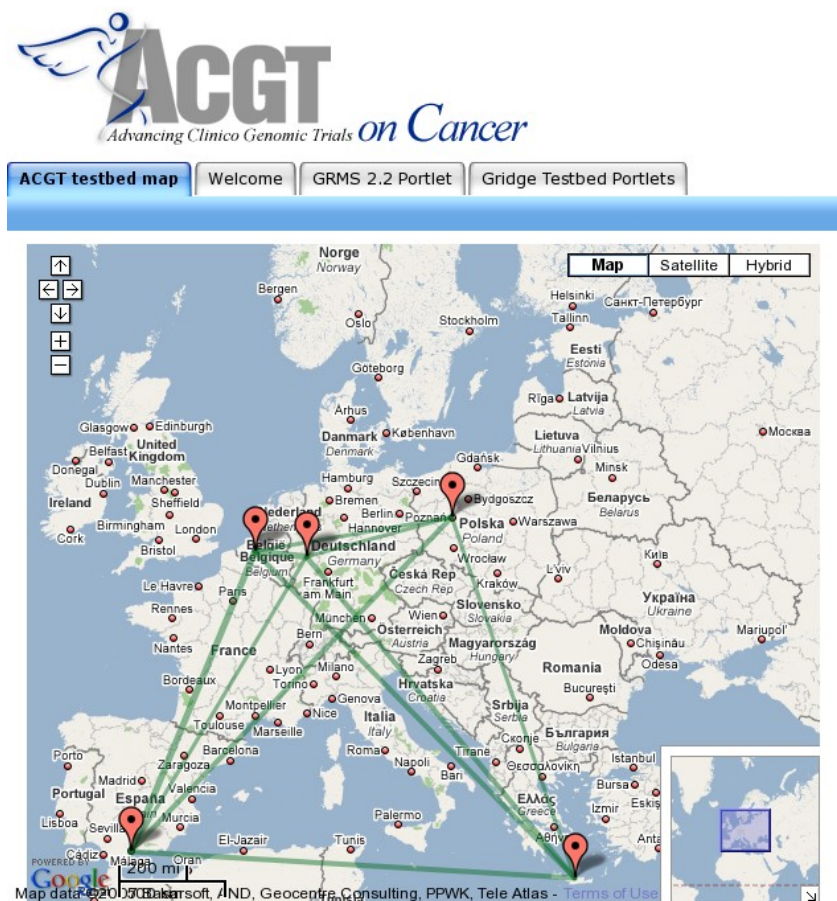 ACGT
Advancing Clinico Genomic Trials on Cancer
ACGT testbed map
Welcome
GRMS 2.2 Portlet
Gridge Testbed Portlets
Map
Satellite
Hybrid
Norge
Norway
Bergen
Oslo
Stockholm
Helsinki
Санкт-Петербург
Tallinn
Eesti
Estonia
Göteborg
Rīga
Latvija
Latvia
Århus
Danmark
Denmark
København
Glasgow
Edinburgh
United
Kingdom
Belfast
Donegal
Dublin
Manchester
Sheffield
Ireland
Birmingham
London
Cork
Bristol
Lietuva
Lithuania
Vilnius
Москва
Minsk
Беларусь
Belarus
Gdańsk
Hamburg
Szczecin
Bremen
Bydgoszcz
Berlin
Poznań
Hannover
Polska
Poland
Warszawa
België
Belgique
Belgium
Deutschland
Germany
Wrocław
Kraków
L'viv
Київ
Україна
Ukraine
Frankfurt
am Main
Česká Rep
Czech Rep
Le Havre
Paris
Rennes
Nantes
München
Wien
Slovensko
Slovakia
Österreich
Austria
Magyarország
Hungary
Moldova
Chişinău
Mariupol'
Odesa
Bern
France
Lyon
Milano
Torino
Zagreb
Hrvatska
Croatia
Romania
Bucureşti
Bordeaux
Montpellier
Toulouse
Marseille
Nice
Genova
Italia
Italy
Srbija
Serbia
България
Bulgaria
Скопје
Tiranë
Θεσσαλονίκη
Istanbul
Bursa
Porto
Zaragoza
Barcelona
Roma
Napoli
Bari
Madrid
Valencia
Portugal
España
Lisboa
Murcia
Palermo
Ελλάς
Greece
Izmir
Cádiz
Málaga
Oran
El-Jazair
Tunis
POWERED BY
Google
200 mi
Terms of Use